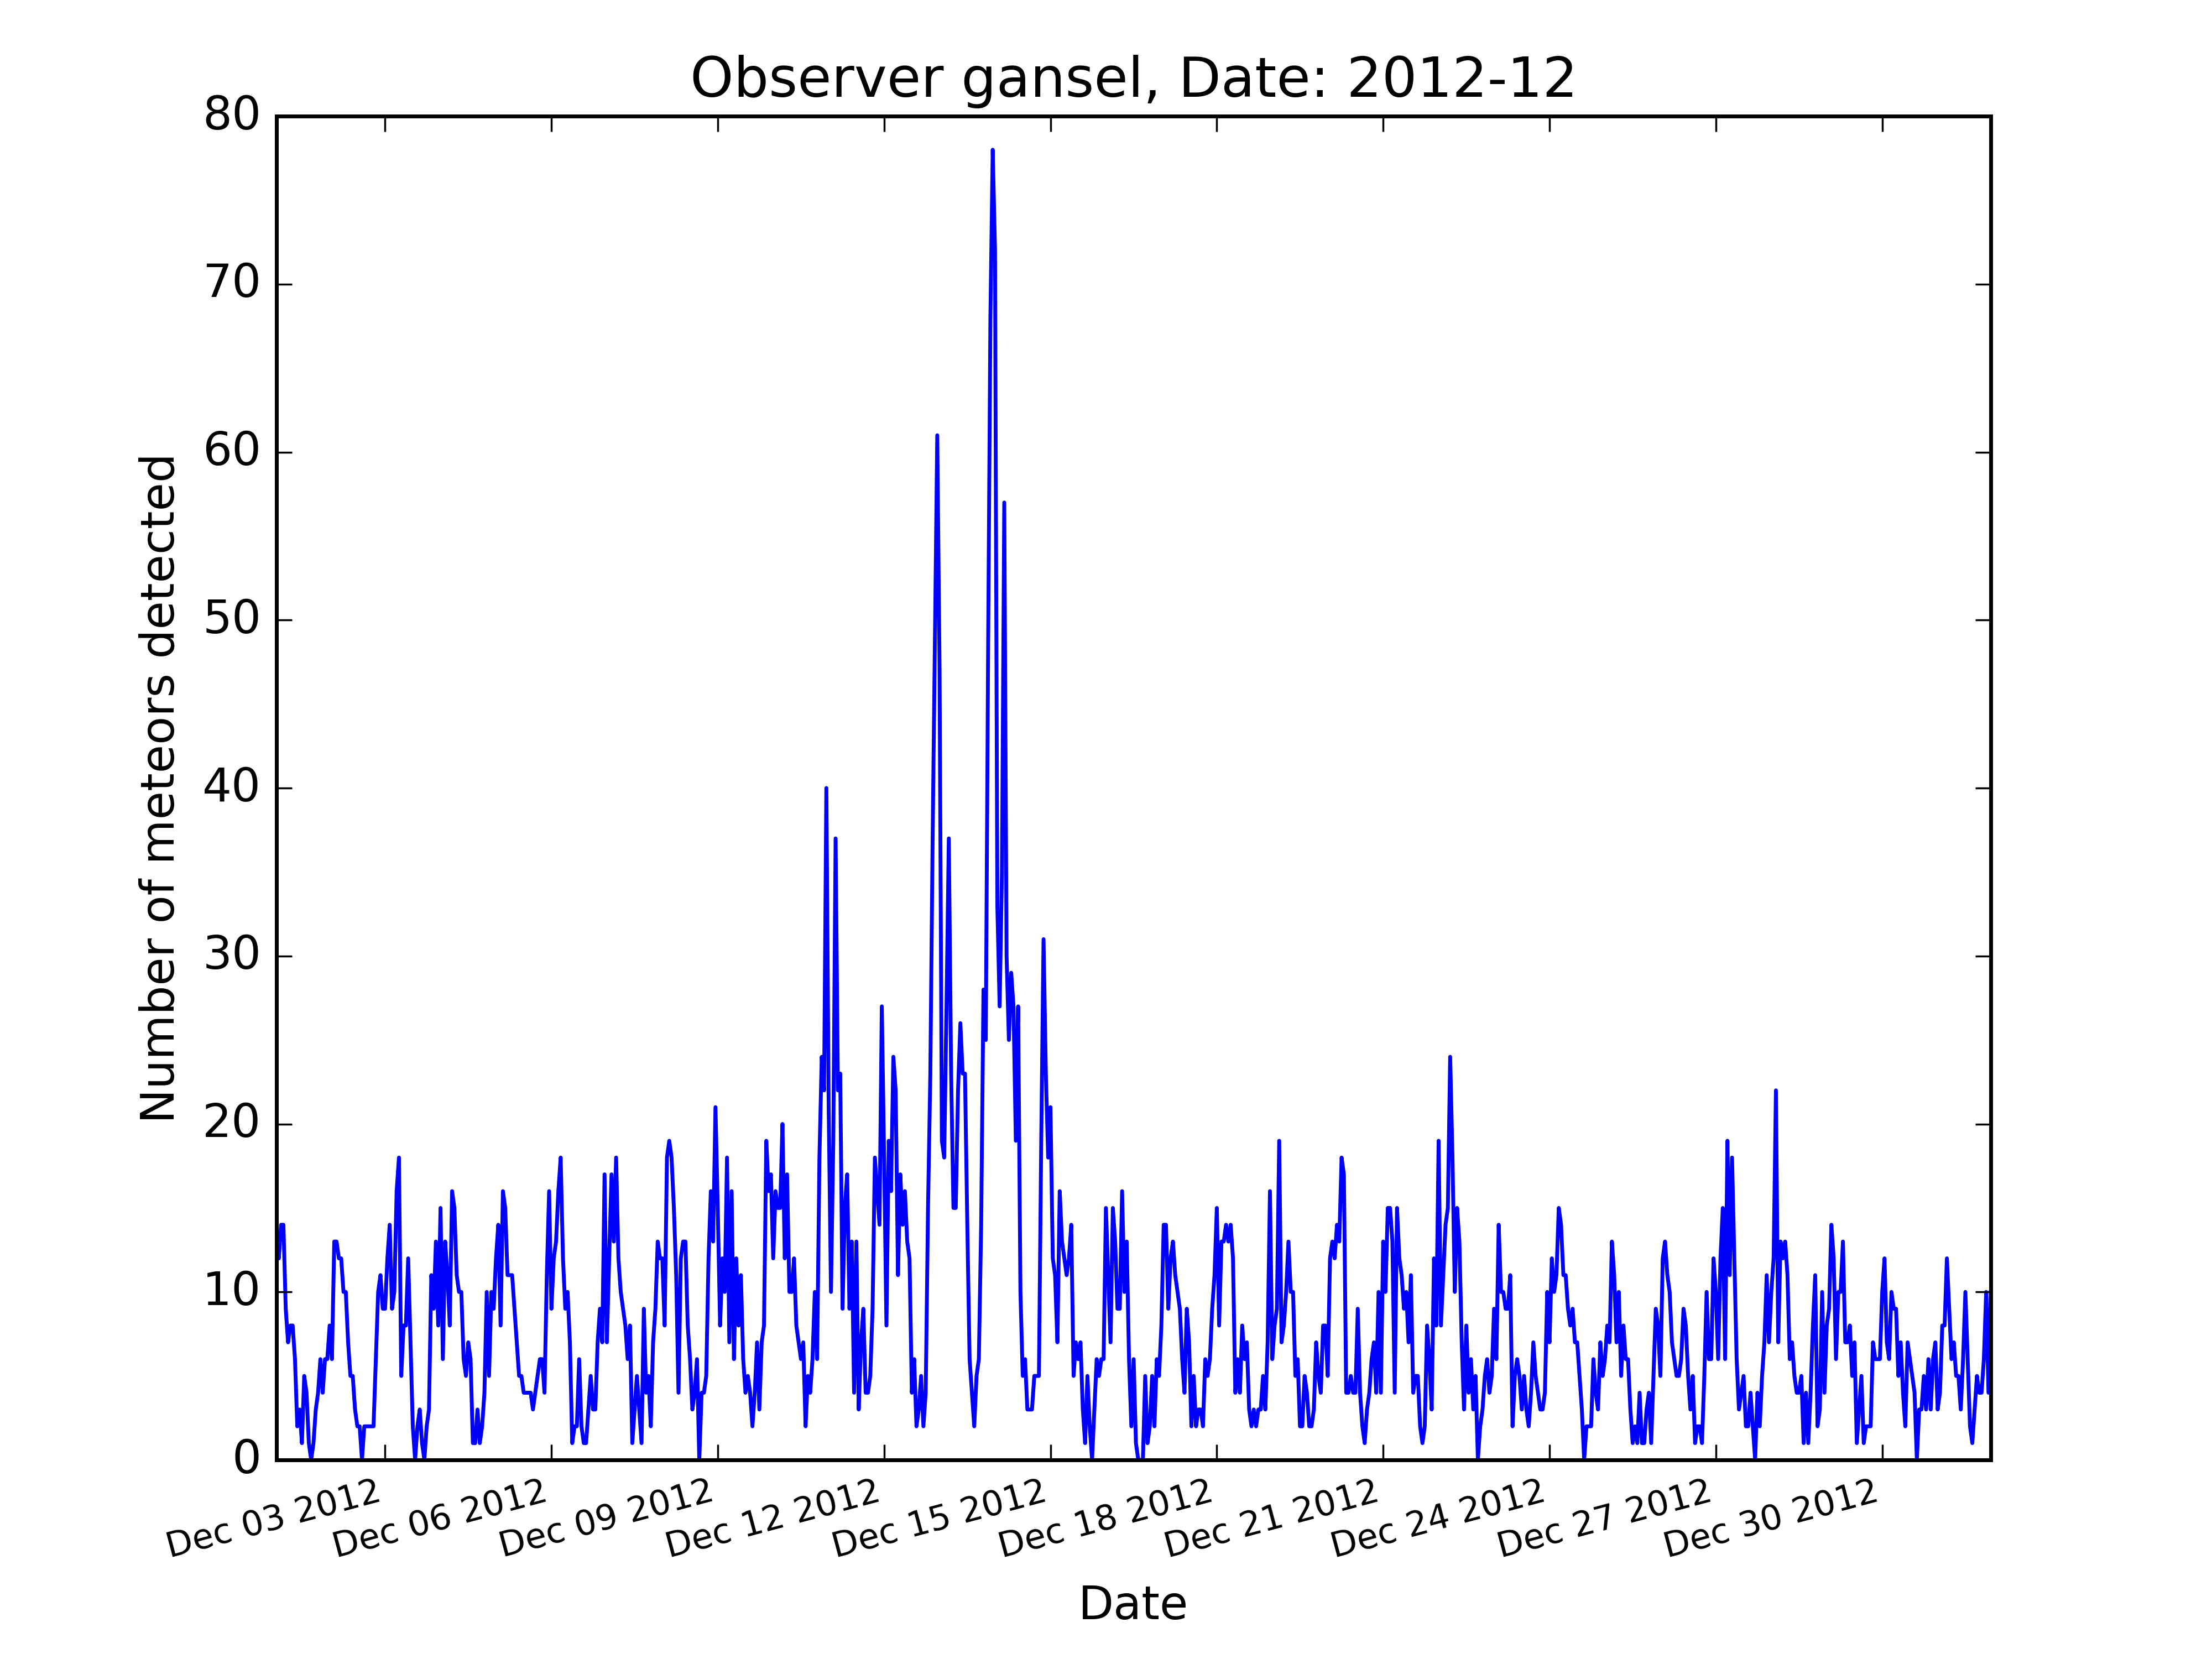 Observer gansel, Date: 2012-12
80
70
60
50
40
30
20
10
0
Number of meteors detected
Dec 03 2012
Dec 06 2012
Dec 09 2012
Dec 12 2012
Dec 15 2012
Dec 18 2012
Dec 21 2012
Dec 24 2012
Dec 27 2012
Dec 30 2012
Date